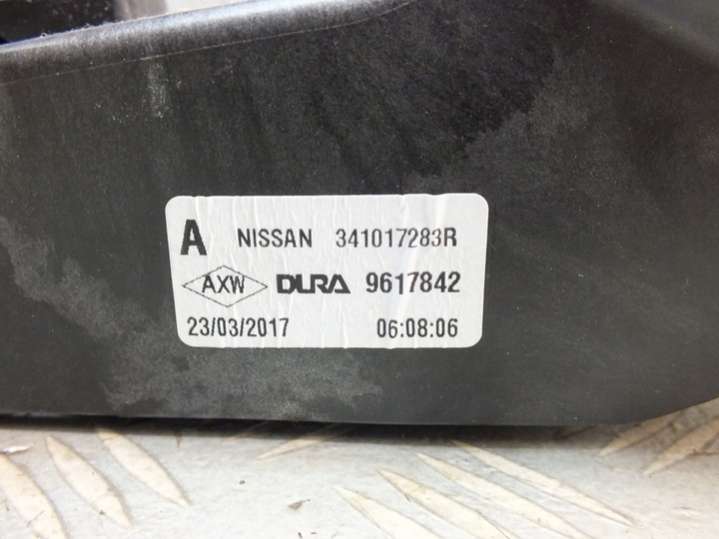 A NISSAN 341017283R
AXW DURA 9617842
23/03/2017 06:08:06